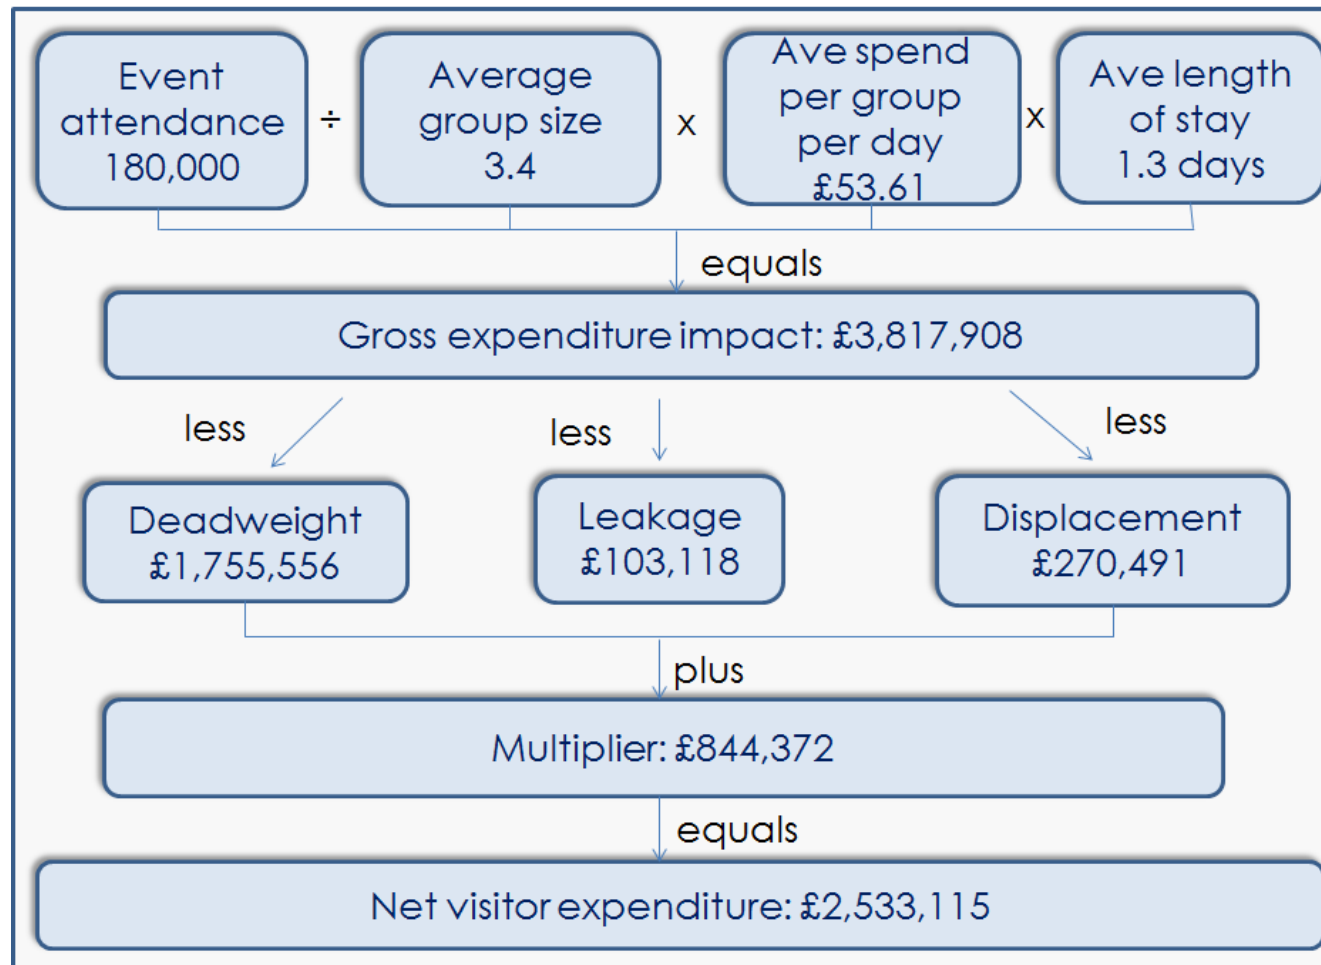 Event
attendance
180,000
÷
Average
group size
3.4
x
Ave spend
per group
per day
£53.61
x
Ave length
of stay
1.3 days
equals
Gross expenditure impact: £3,817,908
less
less
less
Deadweight
£1,755,556
Leakage
£103,118
Displacement
£270,491
plus
Multiplier: £844,372
equals
Net visitor expenditure: £2,533,115